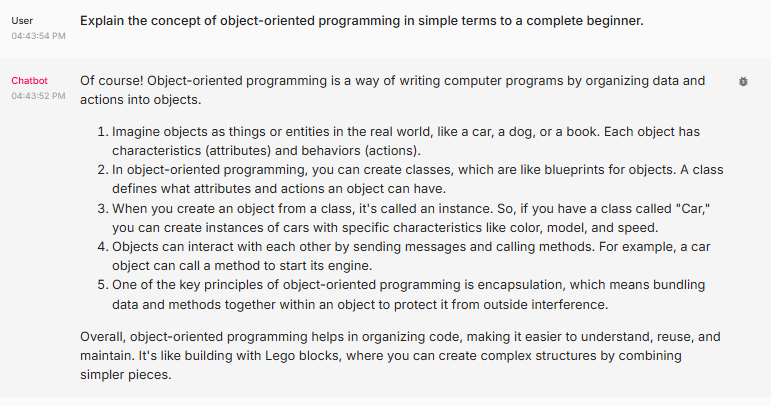 User
Explain the concept of object-oriented programming in simple terms to a complete beginner.
04:43:54 PM
Chatbot
Of course! Object-oriented programming is a way of writing computer programs by organizing data and
04:43:52 PM
actions into objects.
1. Imagine objects as things or entities in the real world, like a car, a dog, or a book. Each object has
characteristics (attributes) and behaviors (actions).
2. In object-oriented programming, you can create classes, which are like blueprints for objects. A class
defines what attributes and actions an object can have.
3. When you create an object from a class, it's called an instance. So, if you have a class called "Car,"
you can create instances of cars with specific characteristics like color, model, and speed.
4. Objects can interact with each other by sending messages and calling methods. For example, a car
object can call a method to start its engine.
5. One of the key principles of object-oriented programming is encapsulation, which means bundling
data and methods together within an object to protect it from outside interference.
Overall, object-oriented programming helps in organizing code, making it easier to understand, reuse, and
maintain. It's like building with Lego blocks, where you can create complex structures by combining
simpler pieces.